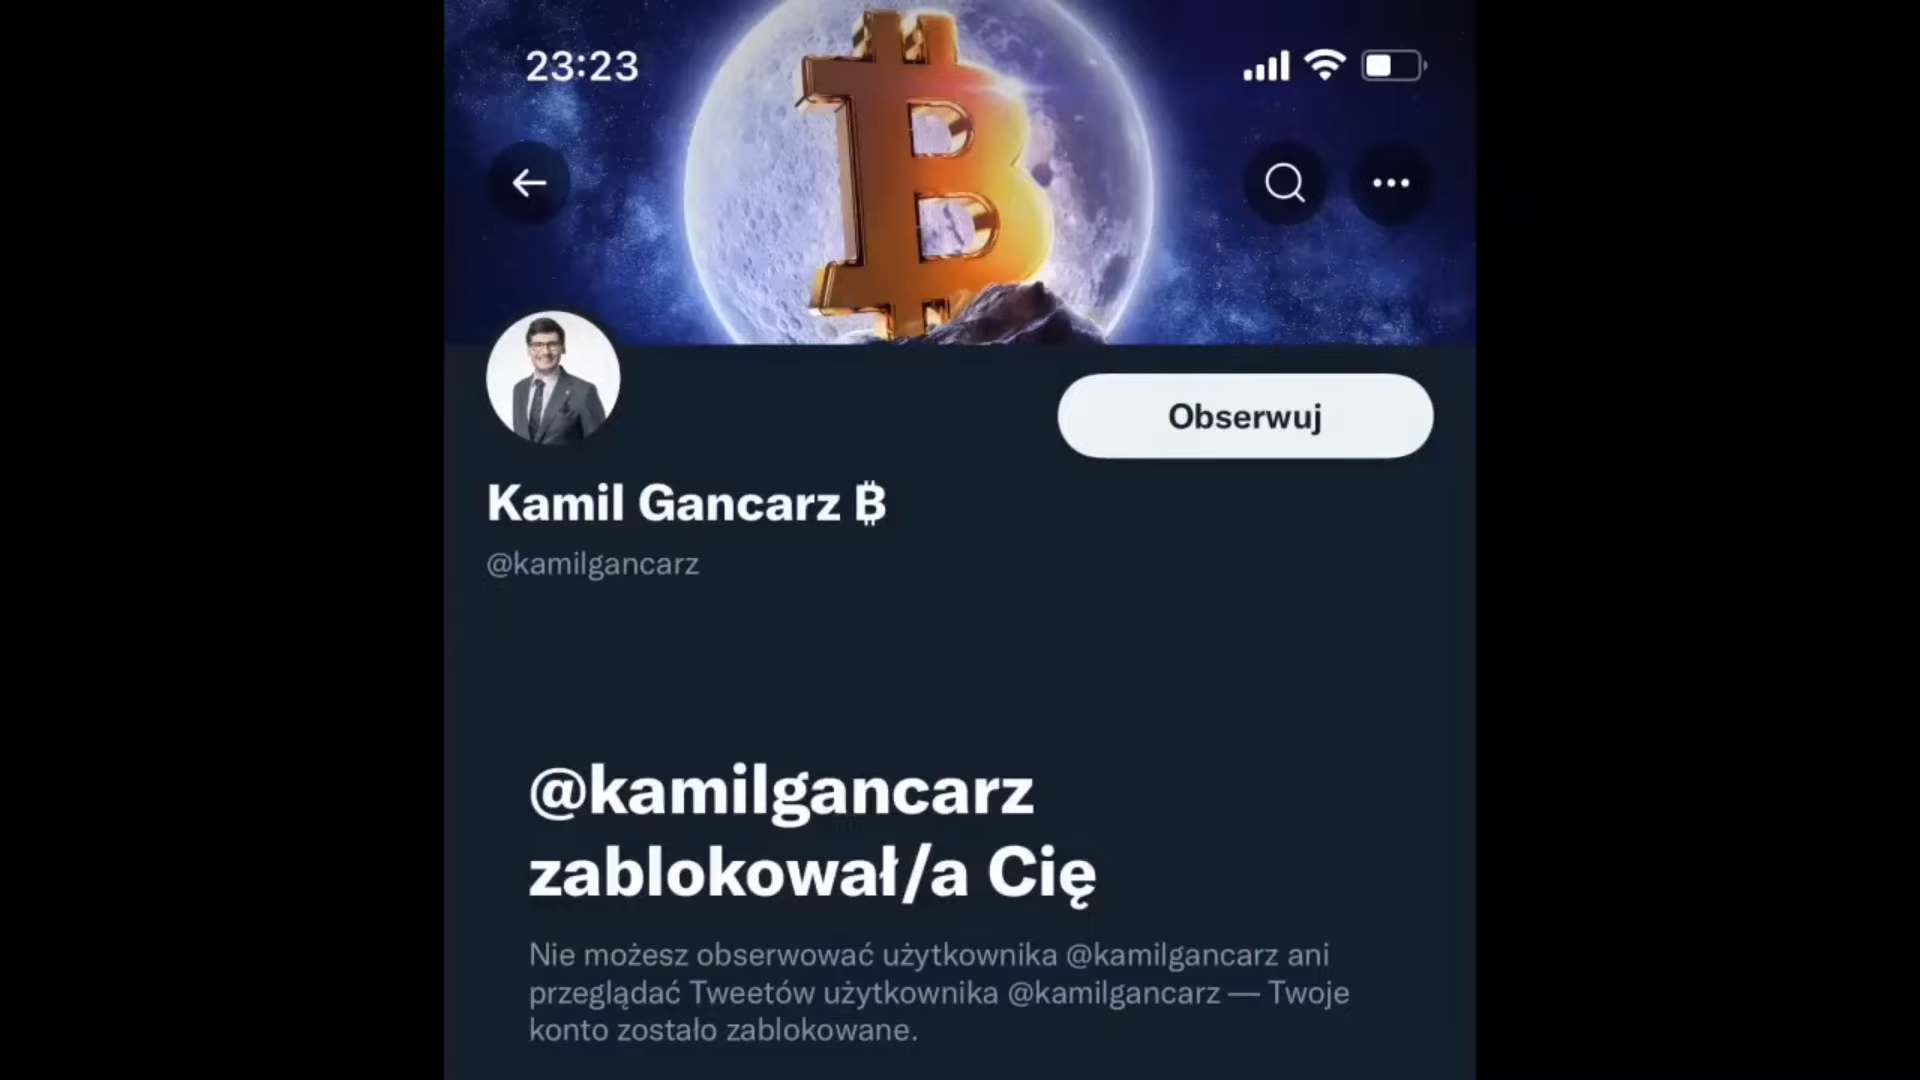 23:23
Obserwuj
Kamil Gancarz ₿
@kamilgancarz
@kamilgancarz
zablokował/a Cię
Nie możesz obserwować użytkownika @kamilgancarz ani
przeglądać Tweetów użytkownika @kamilgancarz — Twoje
konto zostało zablokowane.